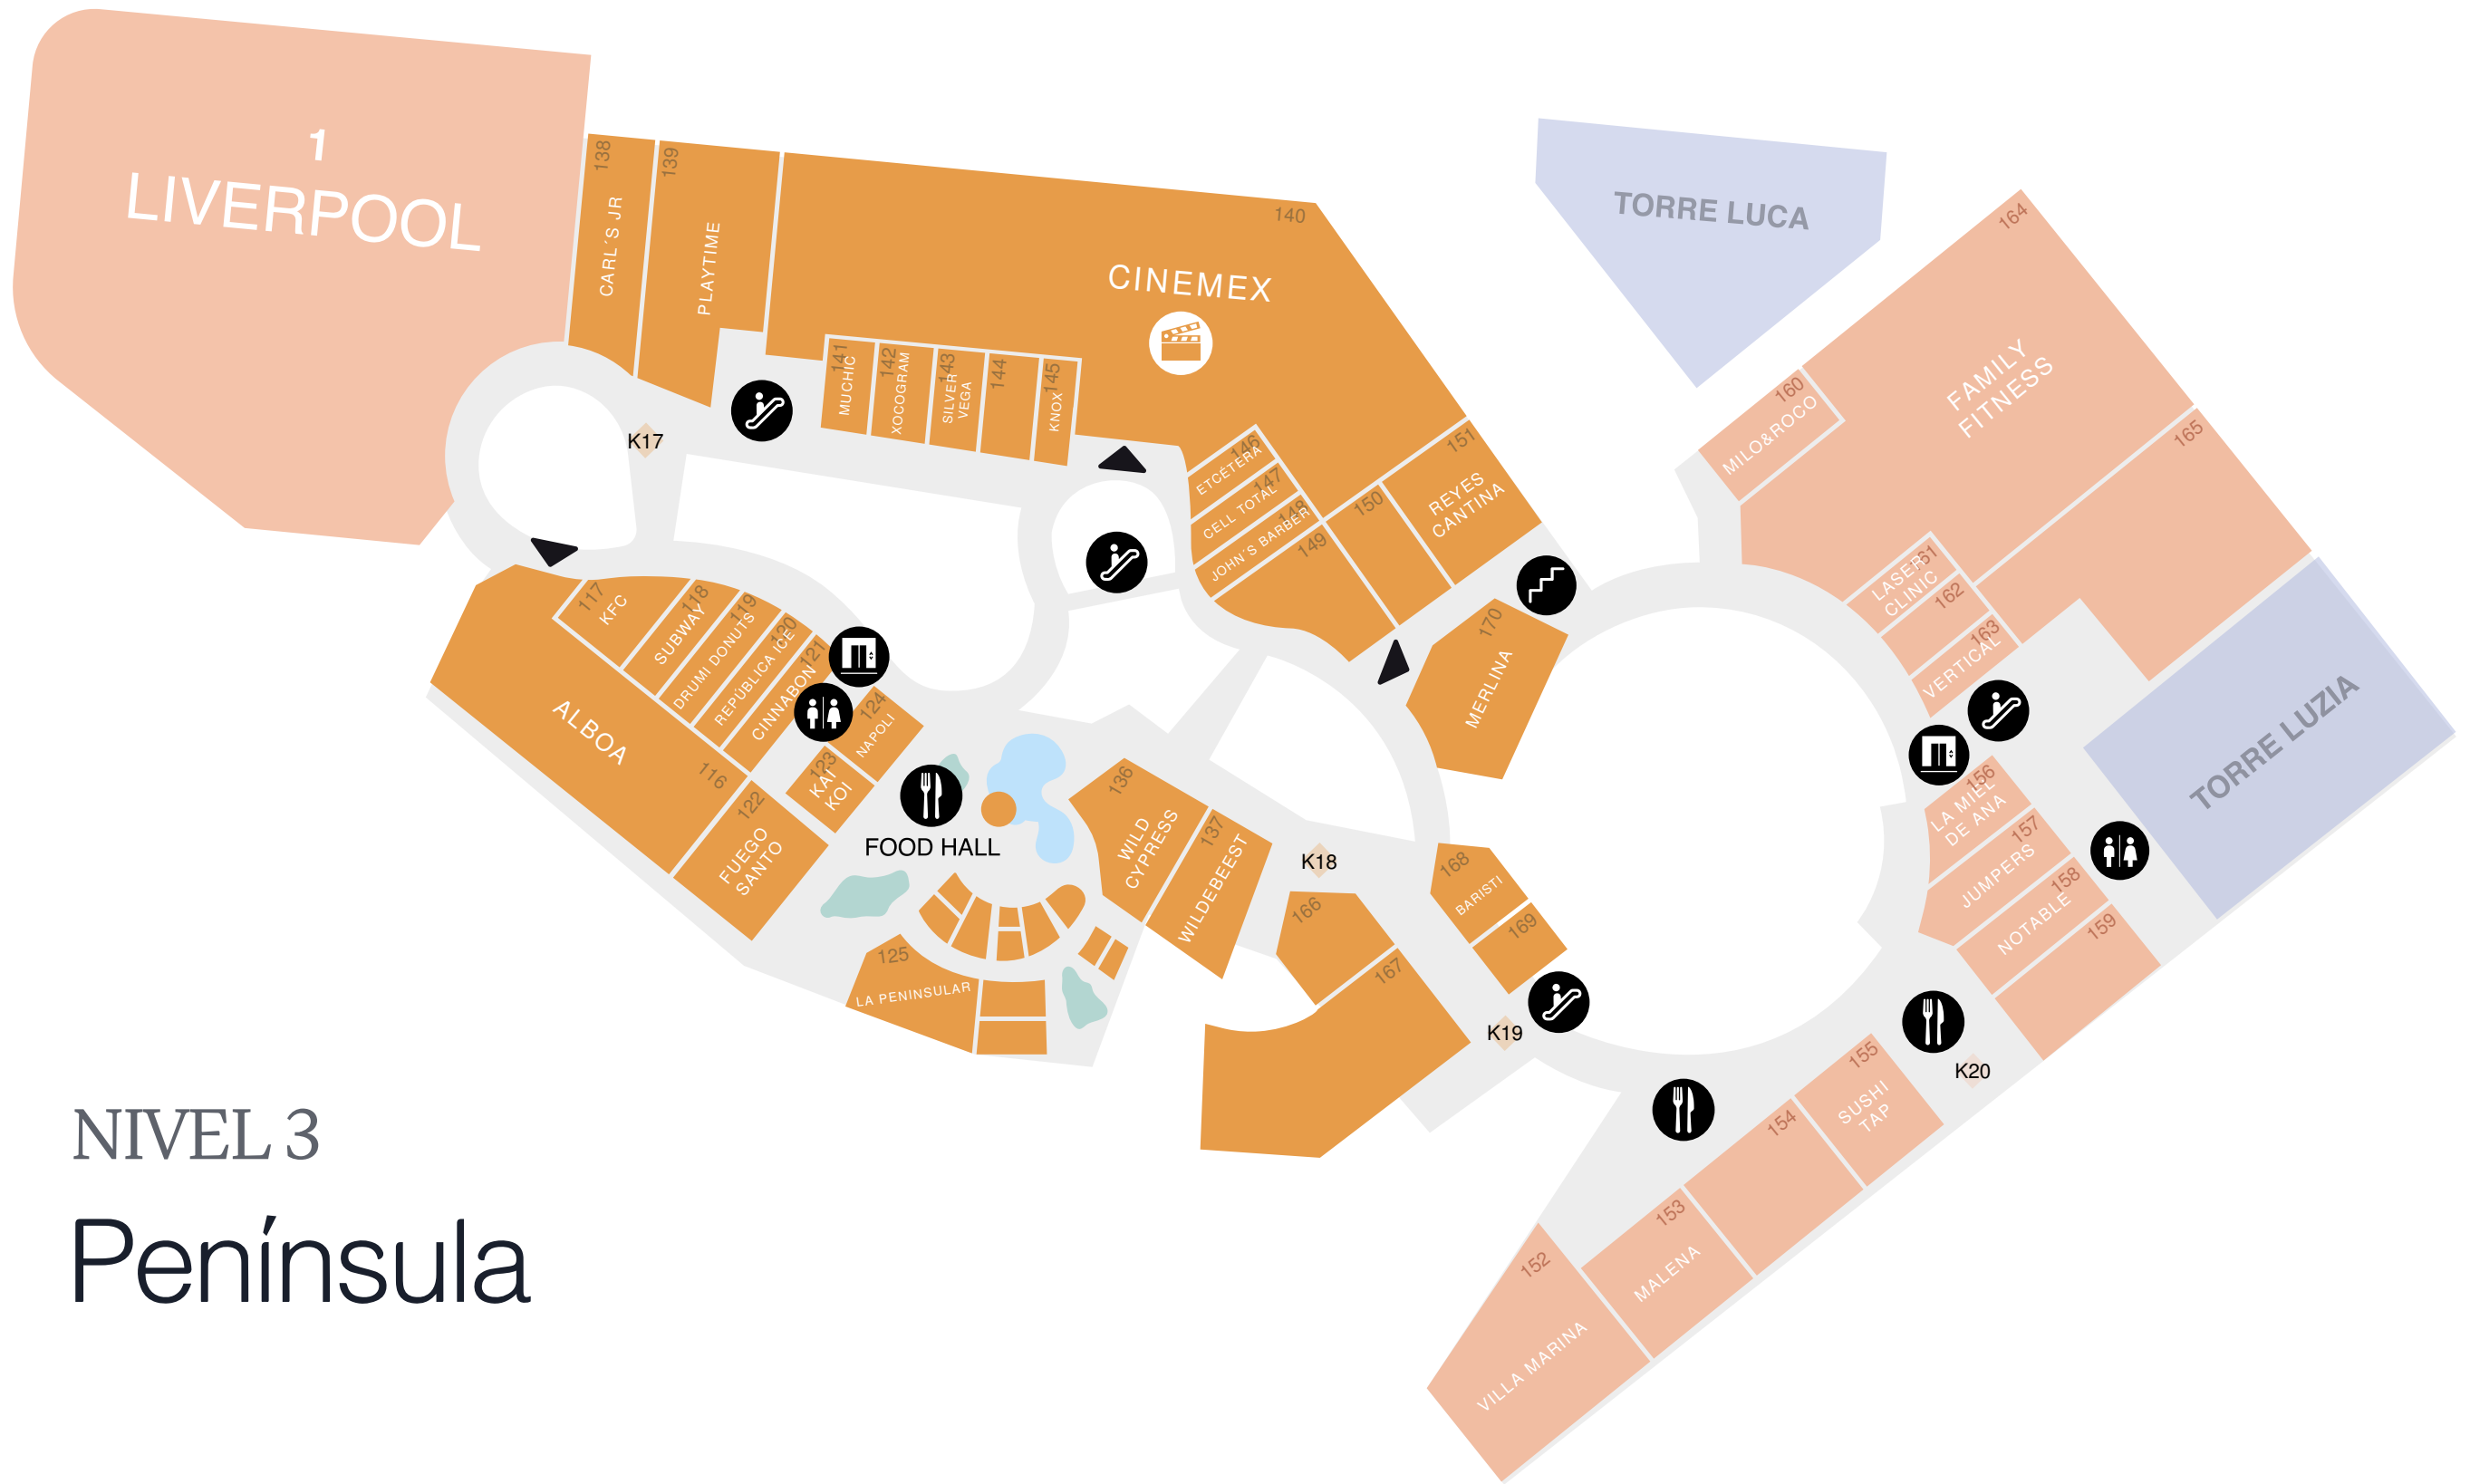 1
LIVERPOOL
138
CARL´S JR
139
PLAYTIME
140
CINEMEX
141
MUCHIC
142
XOCOGRAM
143
SILVER
VEGA
144
145
KNOX
146
ETCÉTERA
147
CELL TOTAL
148
JOHN´S BARBER
149
150
151
REYES
CANTINA
TORRE LUCA
164
FAMILY
FITNESS
160
MILO&ROCO
165
161
LASER
CLINIC
162
163
VERTICAL
TORRE LUZIA
K17
117
KFC
118
SUBWAY
119
DRUMI DONUTS
120
REPÚBLICA ICE
121
CINNABON
ALBOA
116
122
FUEGO
SANTO
123
KAI
KOI
124
NAPOLI
FOOD HALL
125
LA PENINSULAR
136
WILD
CYPRESS
137
WILDEBEEST
170
MERLINA
K18
166
167
168
BARISTI
169
K19
156
LA MIEL
DE ANA
157
JUMPERS
158
NOTABLE
159
K20
155
SUSHI
TAP
154
153
MALENA
152
VILLA MARINA
NIVEL 3
Península